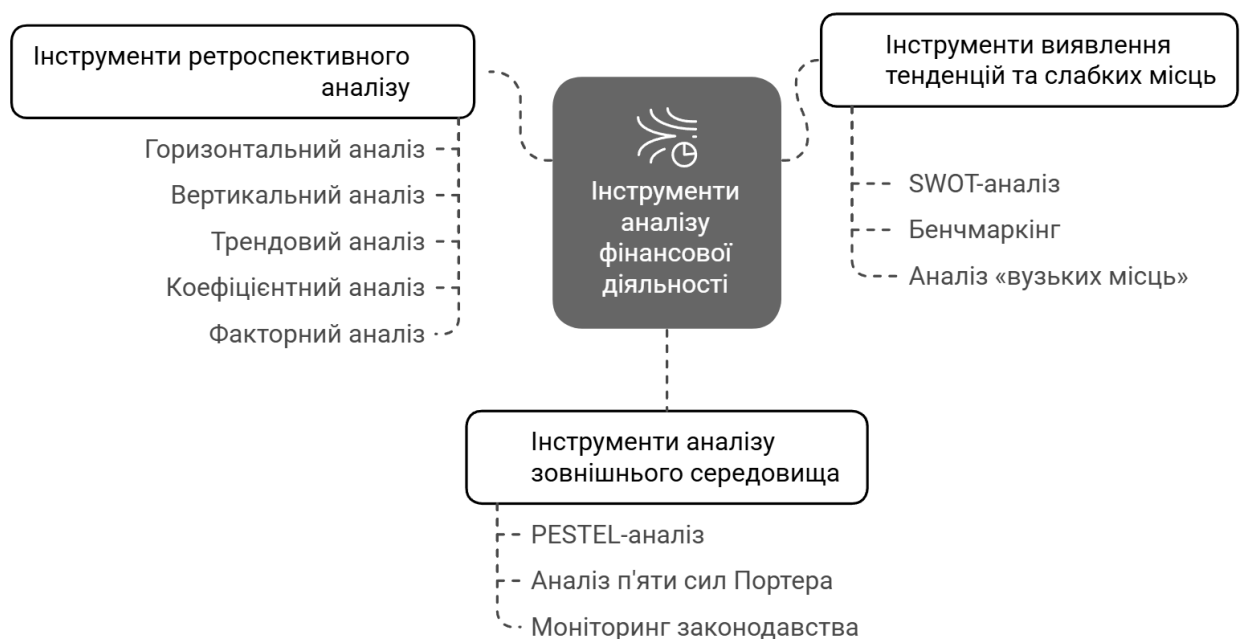 Інструменти ретроспективного
аналізу
Горизонтальний аналіз
Вертикальний аналіз
Трендовий аналіз
Коефіцієнтний аналіз
Факторний аналіз
Інструменти
аналізу
фінансової
діяльності
Інструменти виявлення
тенденцій та слабких місць
SWOT-аналіз
Бенчмаркінг
Аналіз «вузьких місць»
Інструменти аналізу
зовнішнього середовища
PESTEL-аналіз
Аналіз п'яти сил Портера
Моніторинг законодавства